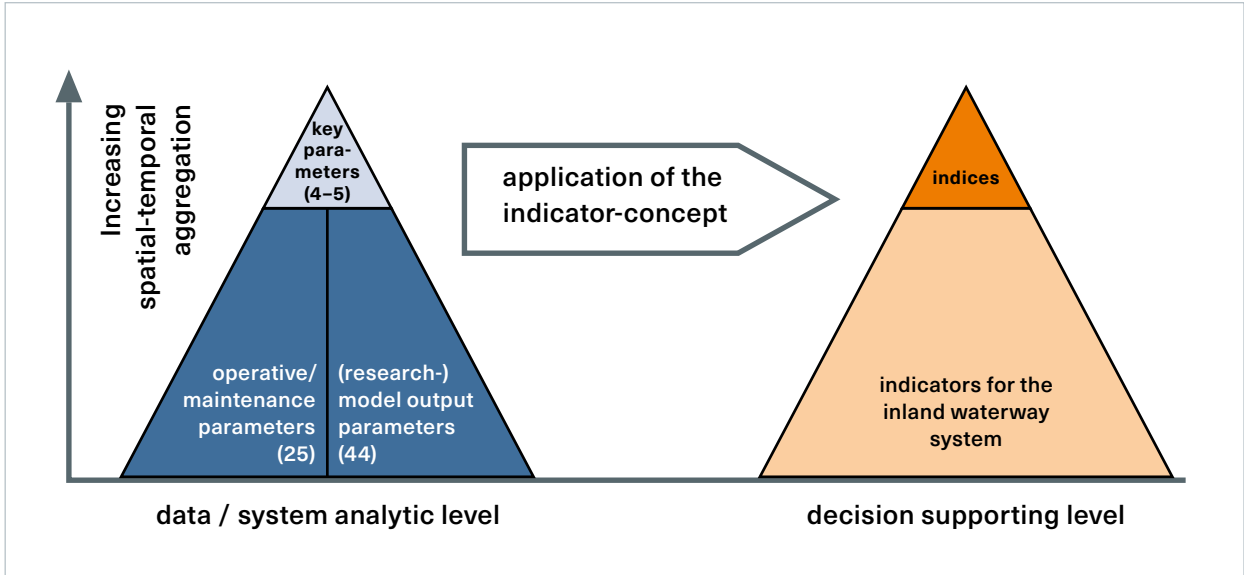 Increasing
spatial-temporal
aggregation
key
para-
meters
(4–5)
operative/
maintenance
parameters
(25)
(research-)
model output
parameters
(44)
application of the
indicator-concept
indices
indicators for the
inland waterway
system
data / system analytic level
decision supporting level